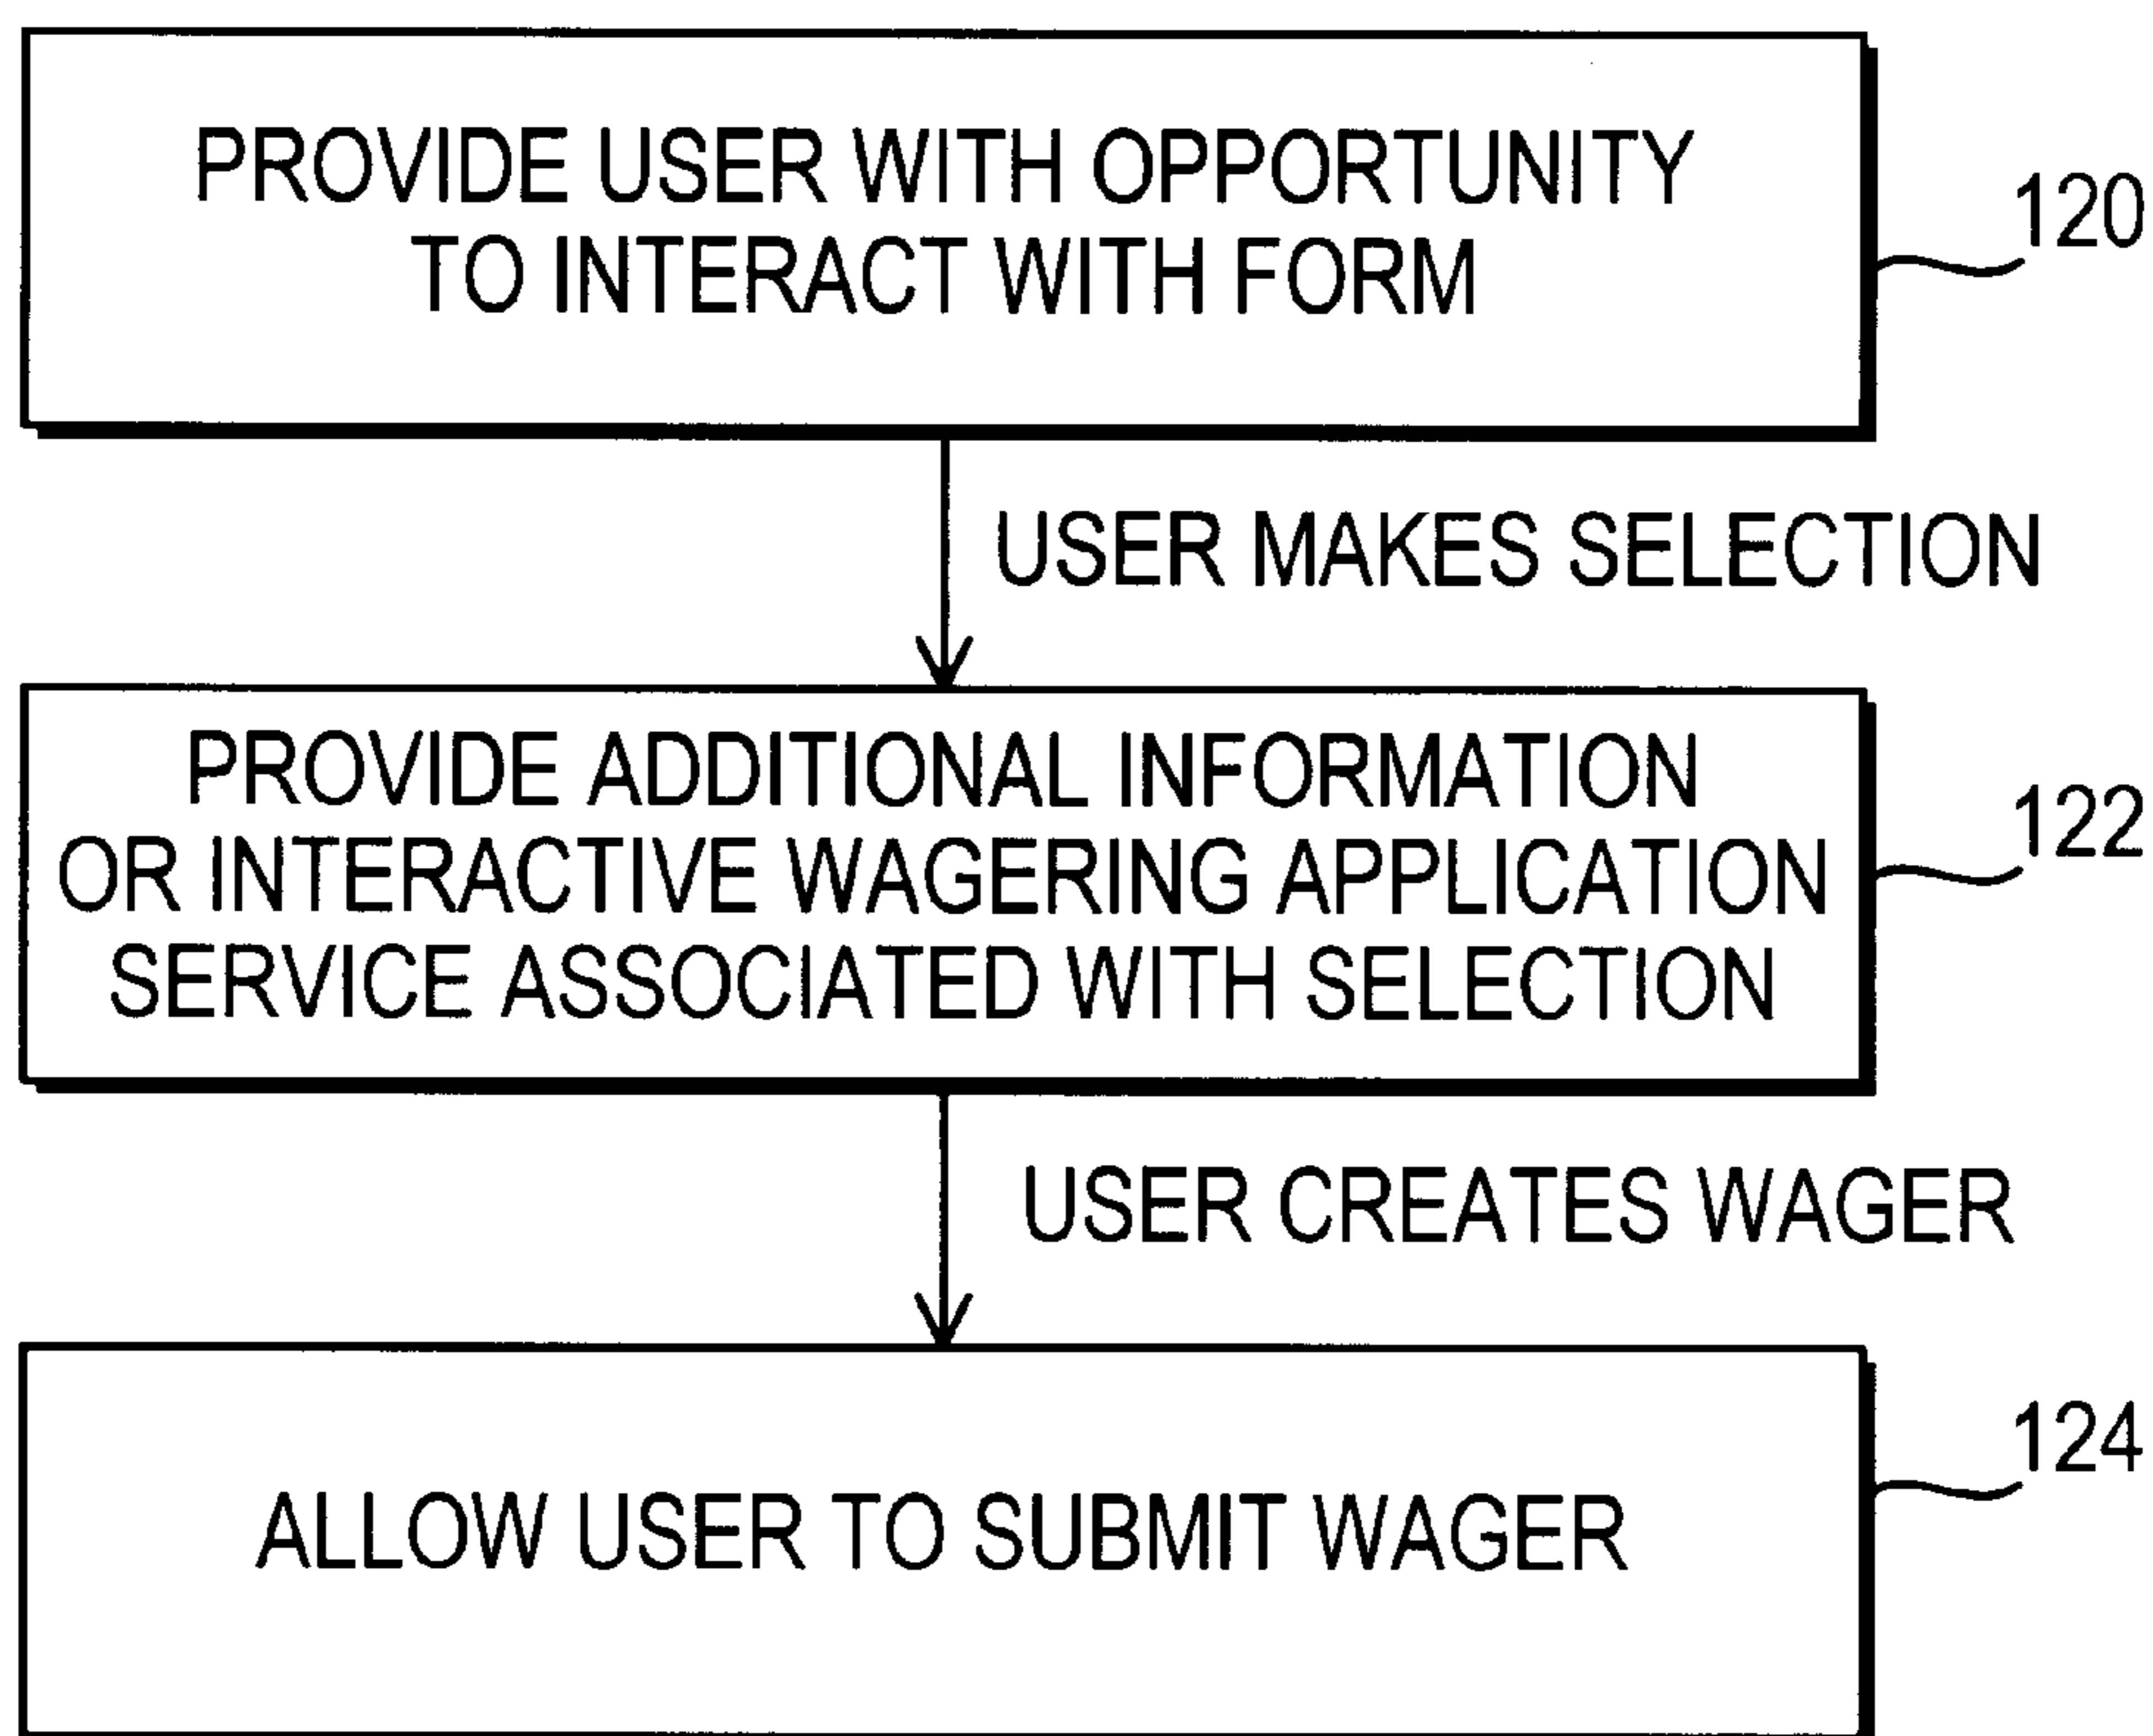 PROVIDE USER WITH OPPORTUNITY
TO INTERACT WITH FORM
120
USER MAKES SELECTION
PROVIDE ADDITIONAL INFORMATION
OR INTERACTIVE WAGERING APPLICATION
SERVICE ASSOCIATED WITH SELECTION
122
USER CREATES WAGER
ALLOW USER TO SUBMIT WAGER
124